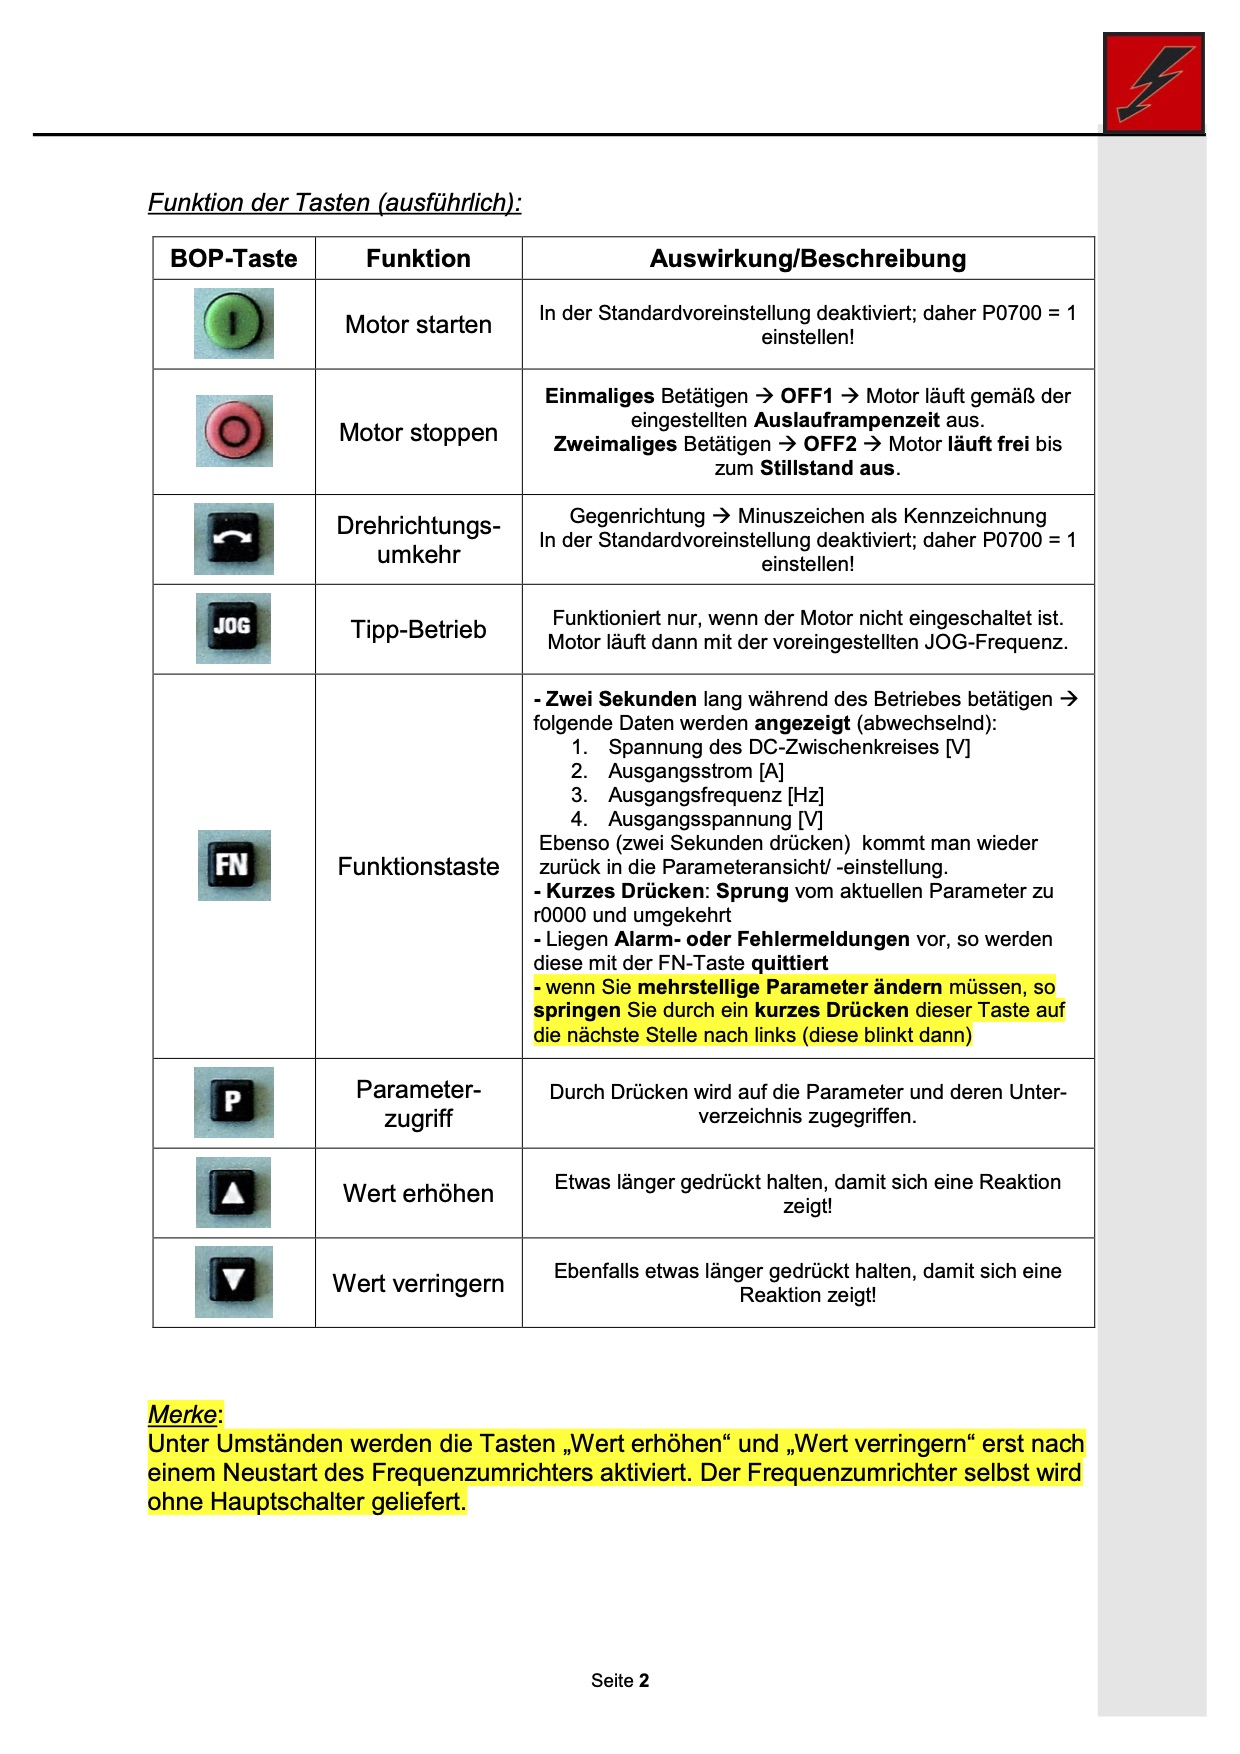 Funktion der Tasten (ausführlich):
BOP-Taste Funktion Auswirkung/Beschreibung
I
Motor starten
In der Standardvoreinstellung deaktiviert; daher P0700 = 1
einstellen!
O
Motor stoppen
Einmaliges Betätigen → OFF1 → Motor läuft gemäß der
eingestellten Auslauframpenzeit aus.
Zweimaliges Betätigen → OFF2 → Motor läuft frei bis
zum Stillstand aus.
Drehrichtungs-
umkehr
Gegenrichtung → Minuszeichen als Kennzeichnung
In der Standardvoreinstellung deaktiviert; daher P0700 = 1
einstellen!
JOG
Tipp-Betrieb
Funktioniert nur, wenn der Motor nicht eingeschaltet ist.
Motor läuft dann mit der voreingestellten JOG-Frequenz.
FN
Funktionstaste
- Zwei Sekunden lang während des Betriebes betätigen →
folgende Daten werden angezeigt (abwechselnd):
1. Spannung des DC-Zwischenkreises [V]
2. Ausgangsstrom [A]
3. Ausgangsfrequenz [Hz]
4. Ausgangsspannung [V]
Ebenso (zwei Sekunden drücken) kommt man wieder
zurück in die Parameteransicht/ -einstellung.
- Kurzes Drücken: Sprung vom aktuellen Parameter zu
r0000 und umgekehrt
- Liegen Alarm- oder Fehlermeldungen vor, so werden
diese mit der FN-Taste quittiert
- wenn Sie mehrstellige Parameter ändern müssen, so
springen Sie durch ein kurzes Drücken dieser Taste auf
die nächste Stelle nach links (diese blinkt dann)
P
Parameter-
zugriff
Durch Drücken wird auf die Parameter und deren Unter-
verzeichnis zugegriffen.
Wert erhöhen
Etwas länger gedrückt halten, damit sich eine Reaktion
zeigt!
Wert verringern
Ebenfalls etwas länger gedrückt halten, damit sich eine
Reaktion zeigt!
Merke:
Unter Umständen werden die Tasten „Wert erhöhen“ und „Wert verringern“ erst nach
einem Neustart des Frequenzumrichters aktiviert. Der Frequenzumrichter selbst wird
ohne Hauptschalter geliefert.
Seite 2